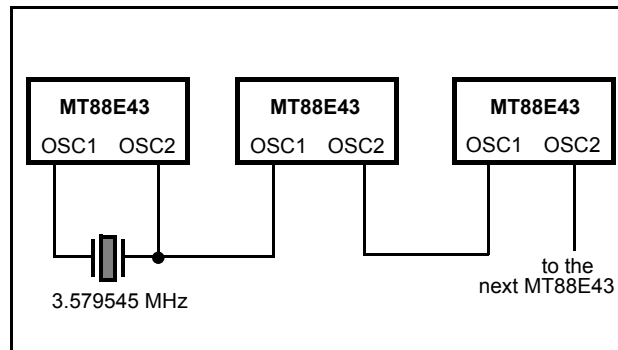 MT88E43 MT88E43 MT88E43
OSC1 OSC2 OSC1 OSC2 OSC1 OSC2
3.579545 MHz
to the
next MT88E43